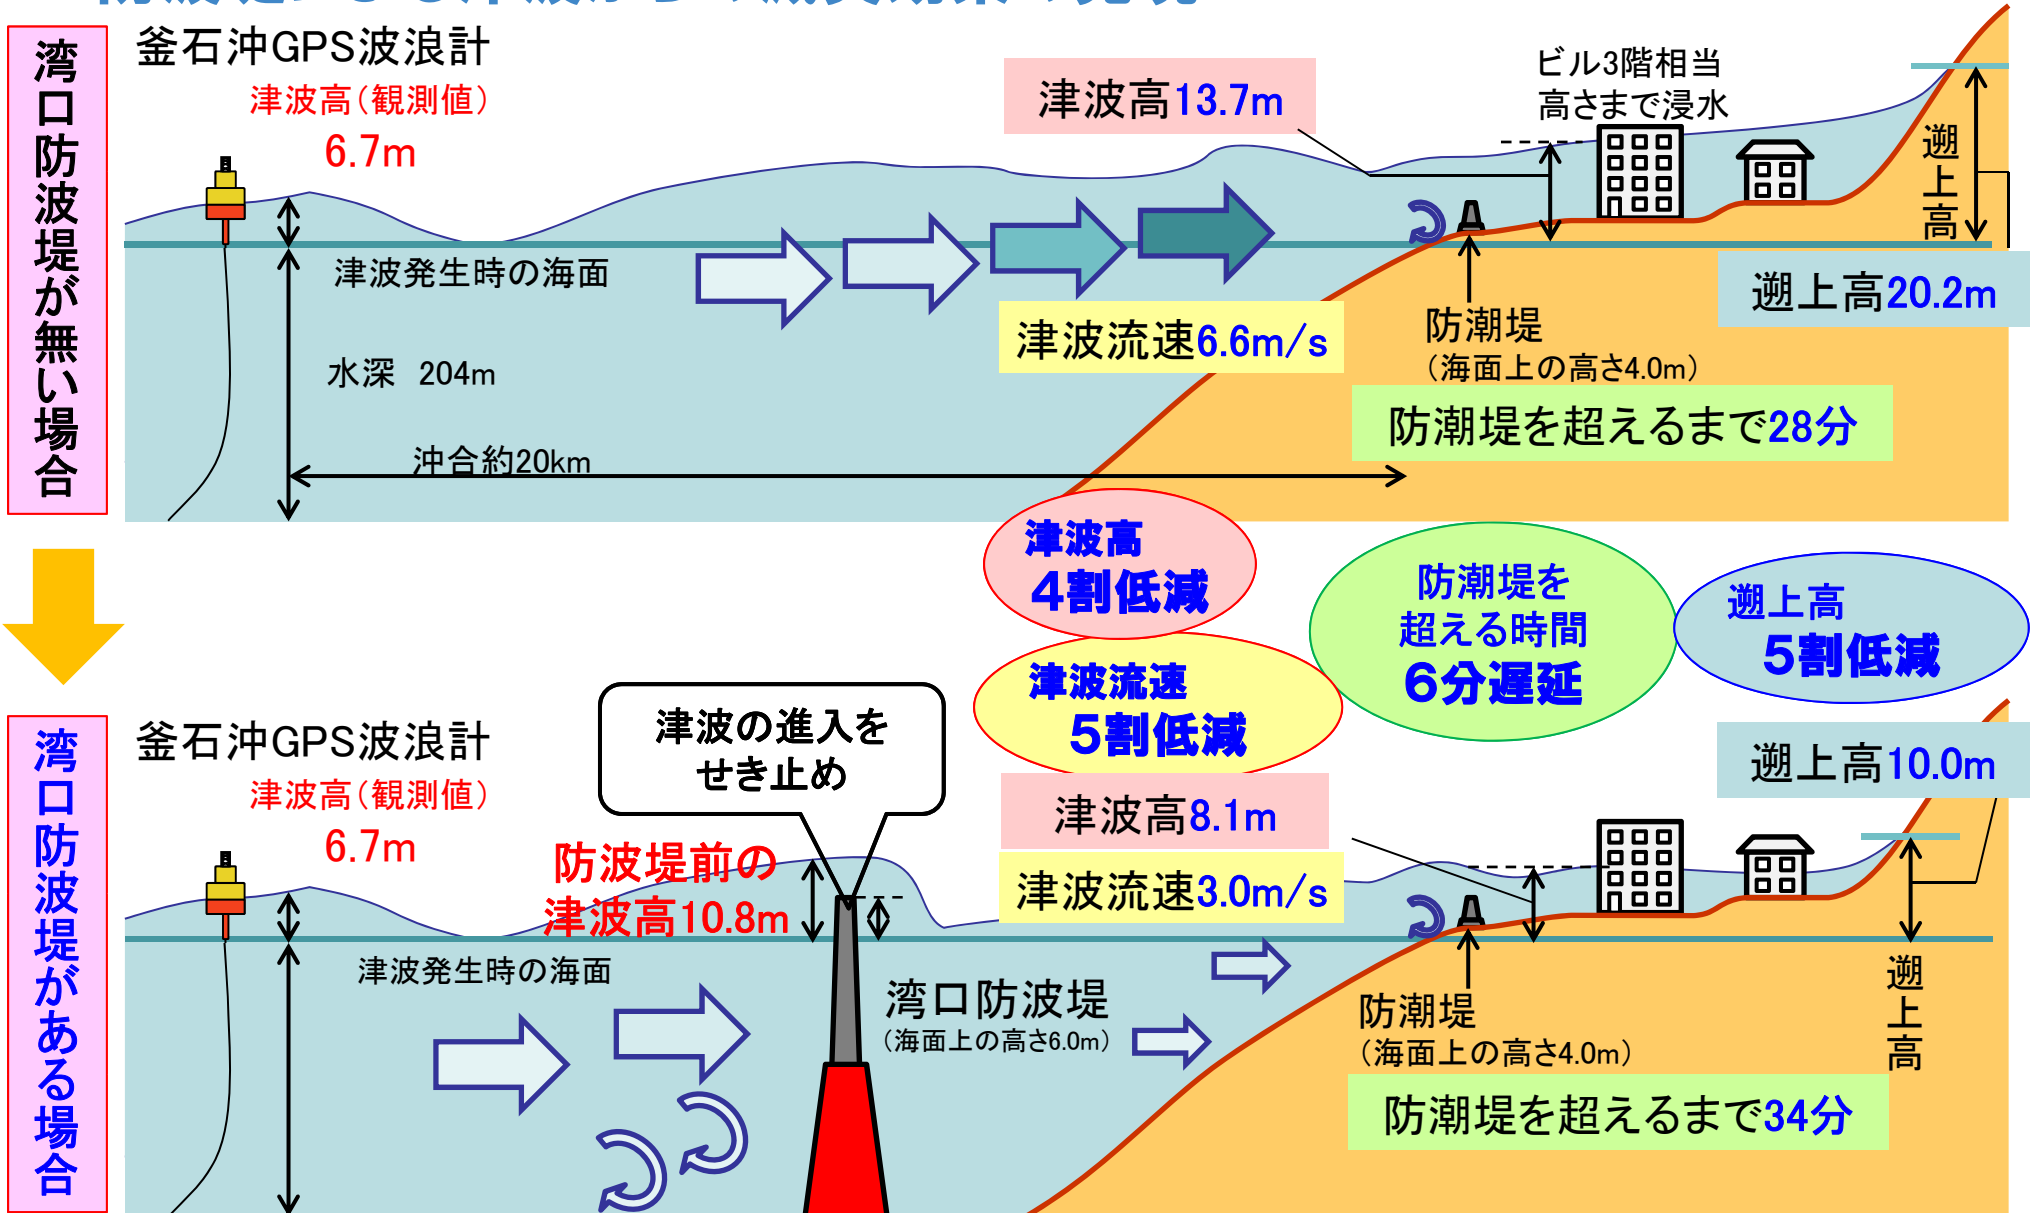 湾口防波堤が無い場合
釜石沖GPS波浪計
津波高（観測値）
6.7m
津波高13.7m
ビル3階相当
高さまで浸水
遡上高
津波発生時の海面
遡上高20.2m
津波流速6.6m/s
防潮堤
（海面上の高さ4.0m）
水深　204m
防潮堤を超えるまで28分
沖合約20km
津波高
4割低減
防潮堤を
超える時間
6分遅延
遡上高
5割低減
津波流速
5割低減
湾口防波堤がある場合
釜石沖GPS波浪計
津波高（観測値）
6.7m
津波の進入を
せき止め
遡上高10.0m
津波高8.1m
防波堤前の
津波高10.8m
津波流速3.0m/s
津波発生時の海面
湾口防波堤
（海面上の高さ6.0m）
防潮堤
（海面上の高さ4.0m）
遡上高
防潮堤を超えるまで34分